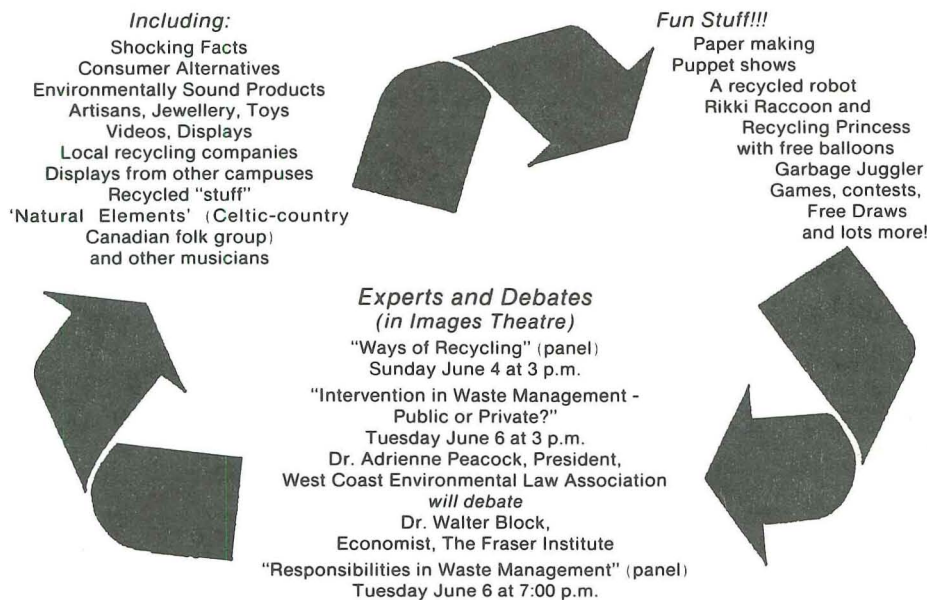 Including:
Shocking Facts
Consumer Alternatives
Environmentally Sound Products
Artisans, Jewellery, Toys
Videos, Displays
Local recycling companies
Displays from other campuses
Recycled "stuff"
'Natural Elements' (Celtic-country
Canadian folk group)
and other musicians
Fun Stuff!!!
Paper making
Puppet shows
A recycled robot
Rikki Raccoon and
Recycling Princess
with free balloons
Garbage Juggler
Games, contests,
Free Draws
and lots more!
Experts and Debates
(in Images Theatre)
"Ways of Recycling" (panel)
Sunday June 4 at 3 p.m.
"Intervention in Waste Management -
Public or Private?"
Tuesday June 6 at 3 p.m.
Dr. Adrienne Peacock, President,
West Coast Environmental Law Association
will debate
Dr. Walter Block,
Economist, The Fraser Institute
"Responsibilities in Waste Management" (panel)
Tuesday June 6 at 7:00 p.m.